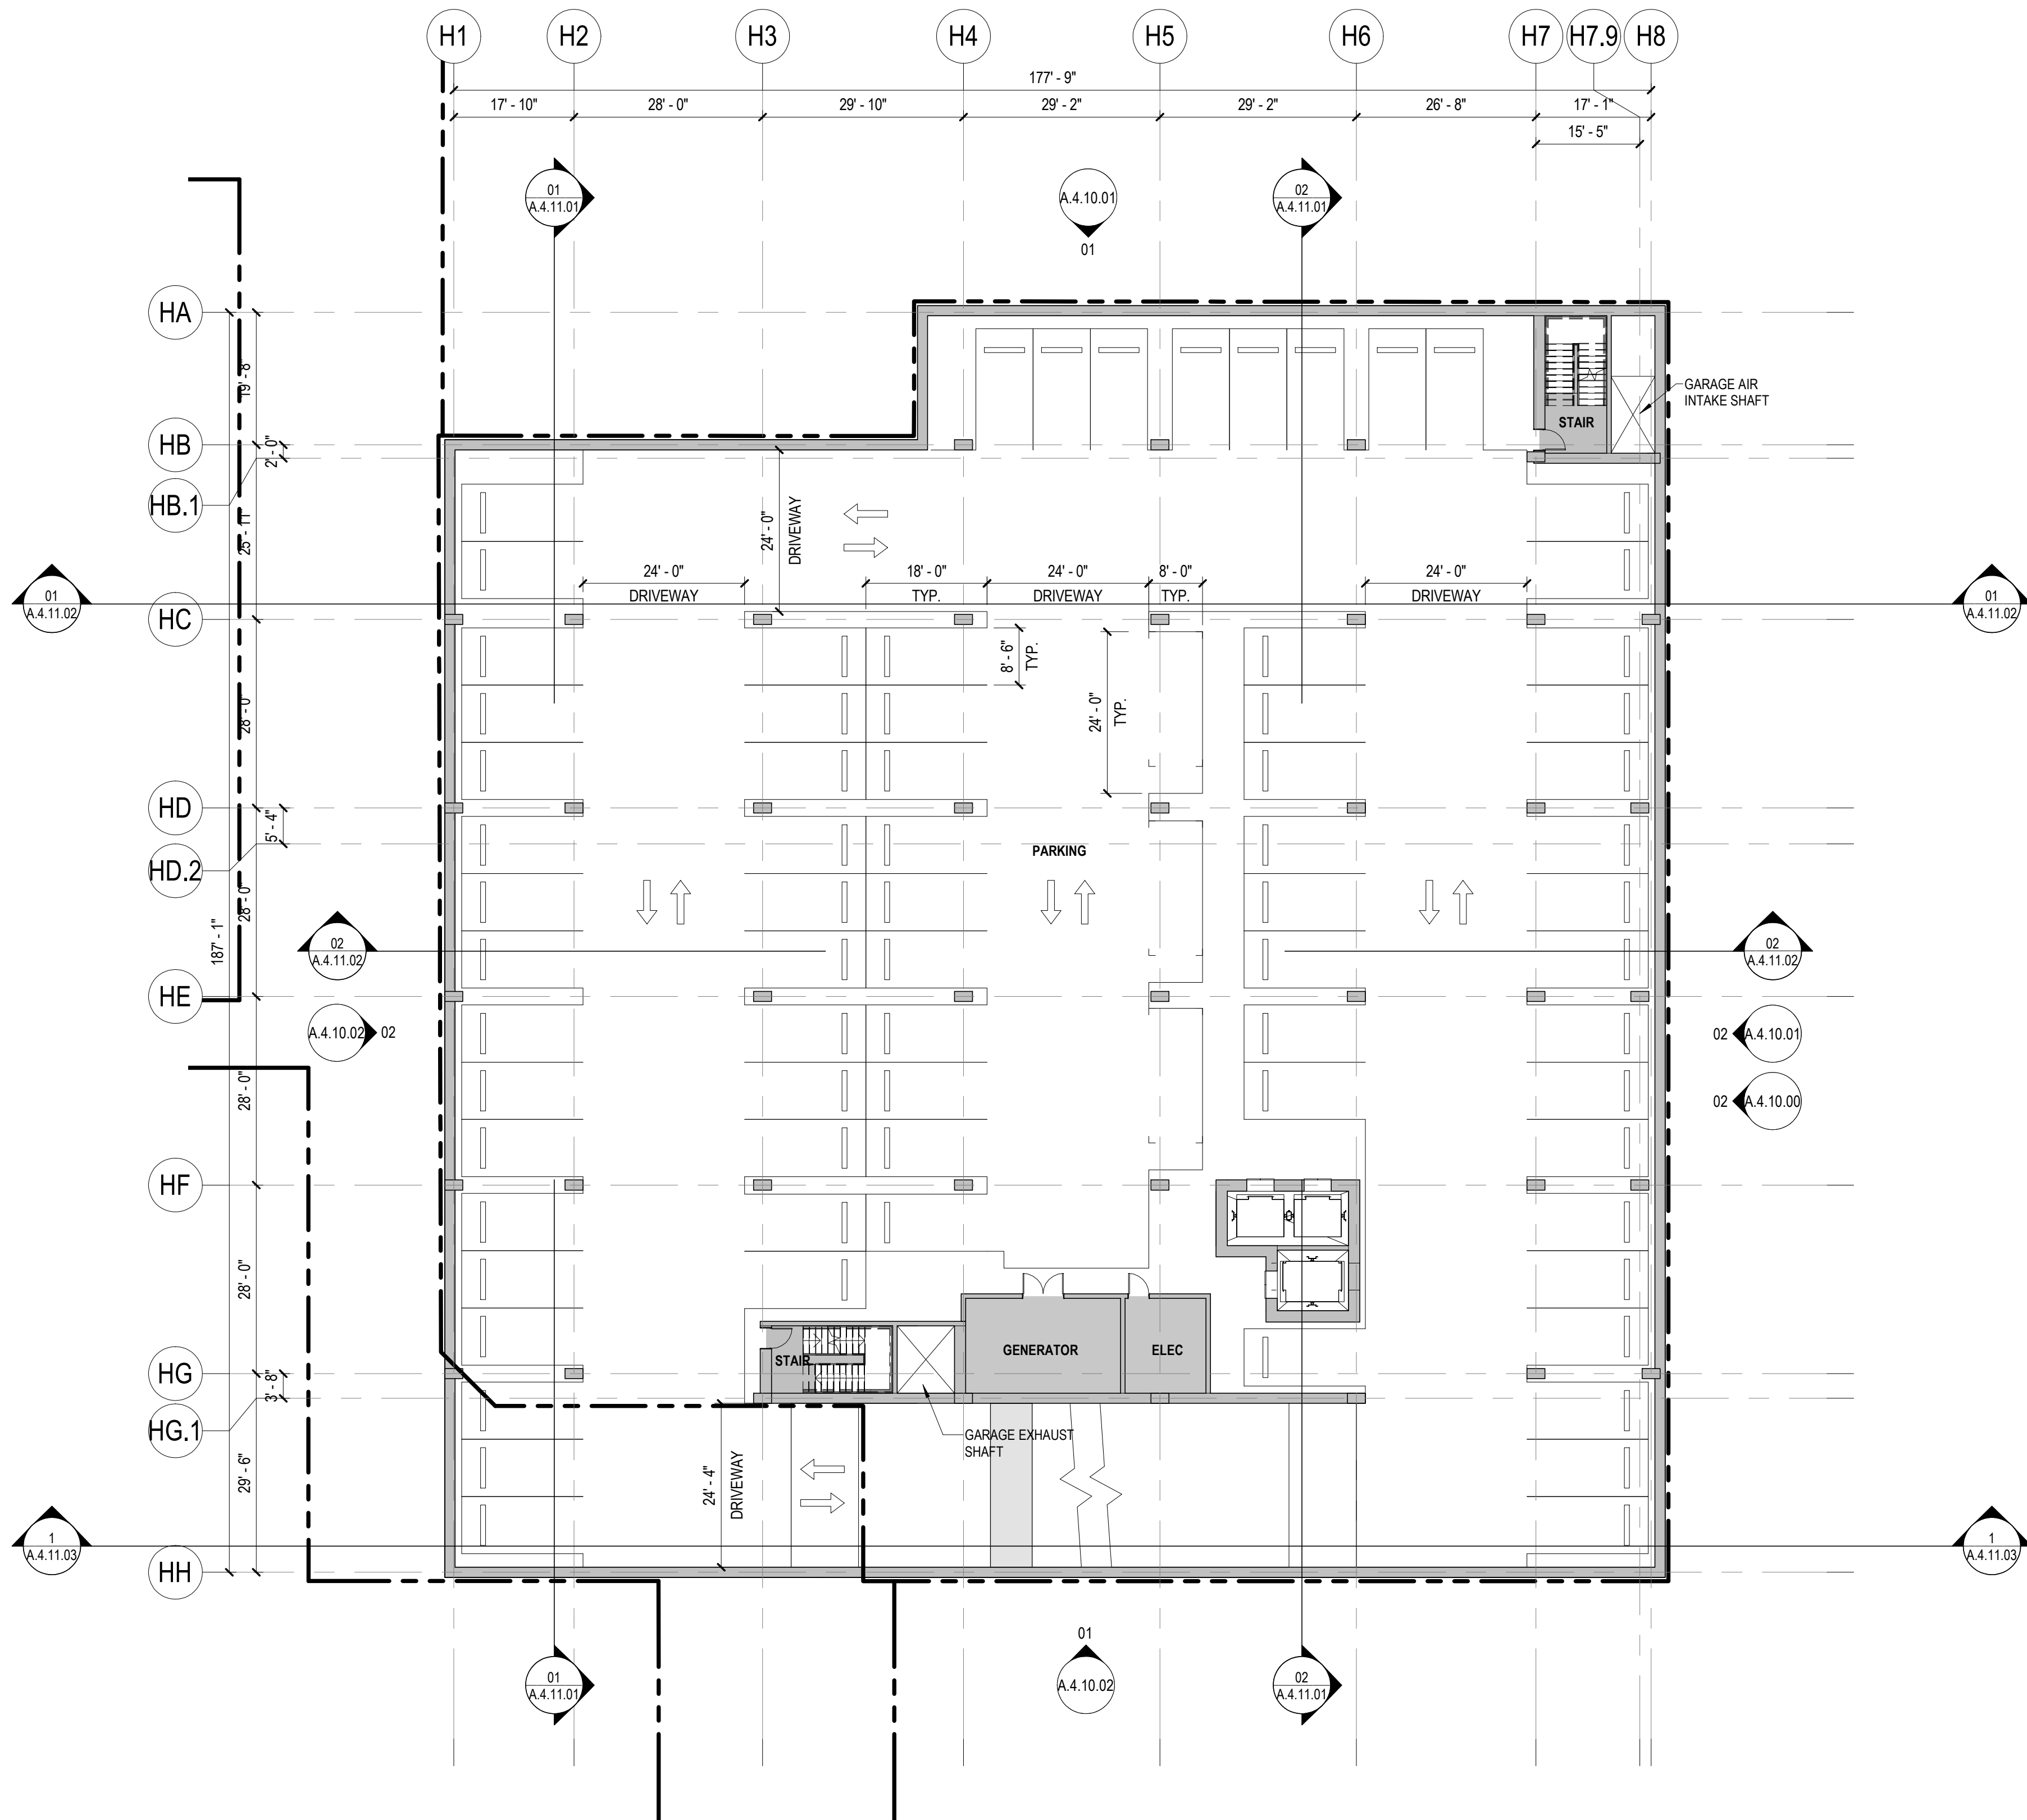 H1 H2 H3 H4 H5 H6 H7 H7.9 H8
177' - 9"
17' - 10" 28' - 0" 29' - 10" 29' - 2" 29' - 2" 26' - 8" 17' - 1"
15' - 5"
01
A.4.11.01
A.4.10.01
01
02
A.4.11.01
HA
19' - 8"
GARAGE AIR
INTAKE SHAFT
STAIR
HB
2' - 0"
HB.1
25' - 11"
24' - 0"
DRIVEWAY
24' - 0"
DRIVEWAY
18' - 0"
TYP.
24' - 0"
DRIVEWAY
8' - 0"
TYP.
24' - 0"
DRIVEWAY
01
A.4.11.02
01
A.4.11.02
HC
8' - 6"
TYP.
28' - 0"
24' - 0"
TYP.
HD
5' - 4"
PARKING
HD.2
28' - 0"
187' - 1"
02
A.4.11.02
02
A.4.11.02
HE
A.4.10.02 02
02 A.4.10.01
28' - 0"
02 A.4.10.00
HF
28' - 0"
STAIR
GENERATOR
ELEC
HG
3' - 8"
HG.1
GARAGE EXHAUST
SHAFT
29' - 6"
24' - 4"
DRIVEWAY
1
A.4.11.03
1
A.4.11.03
HH
01
A.4.11.01
01
A.4.10.02
02
A.4.11.01